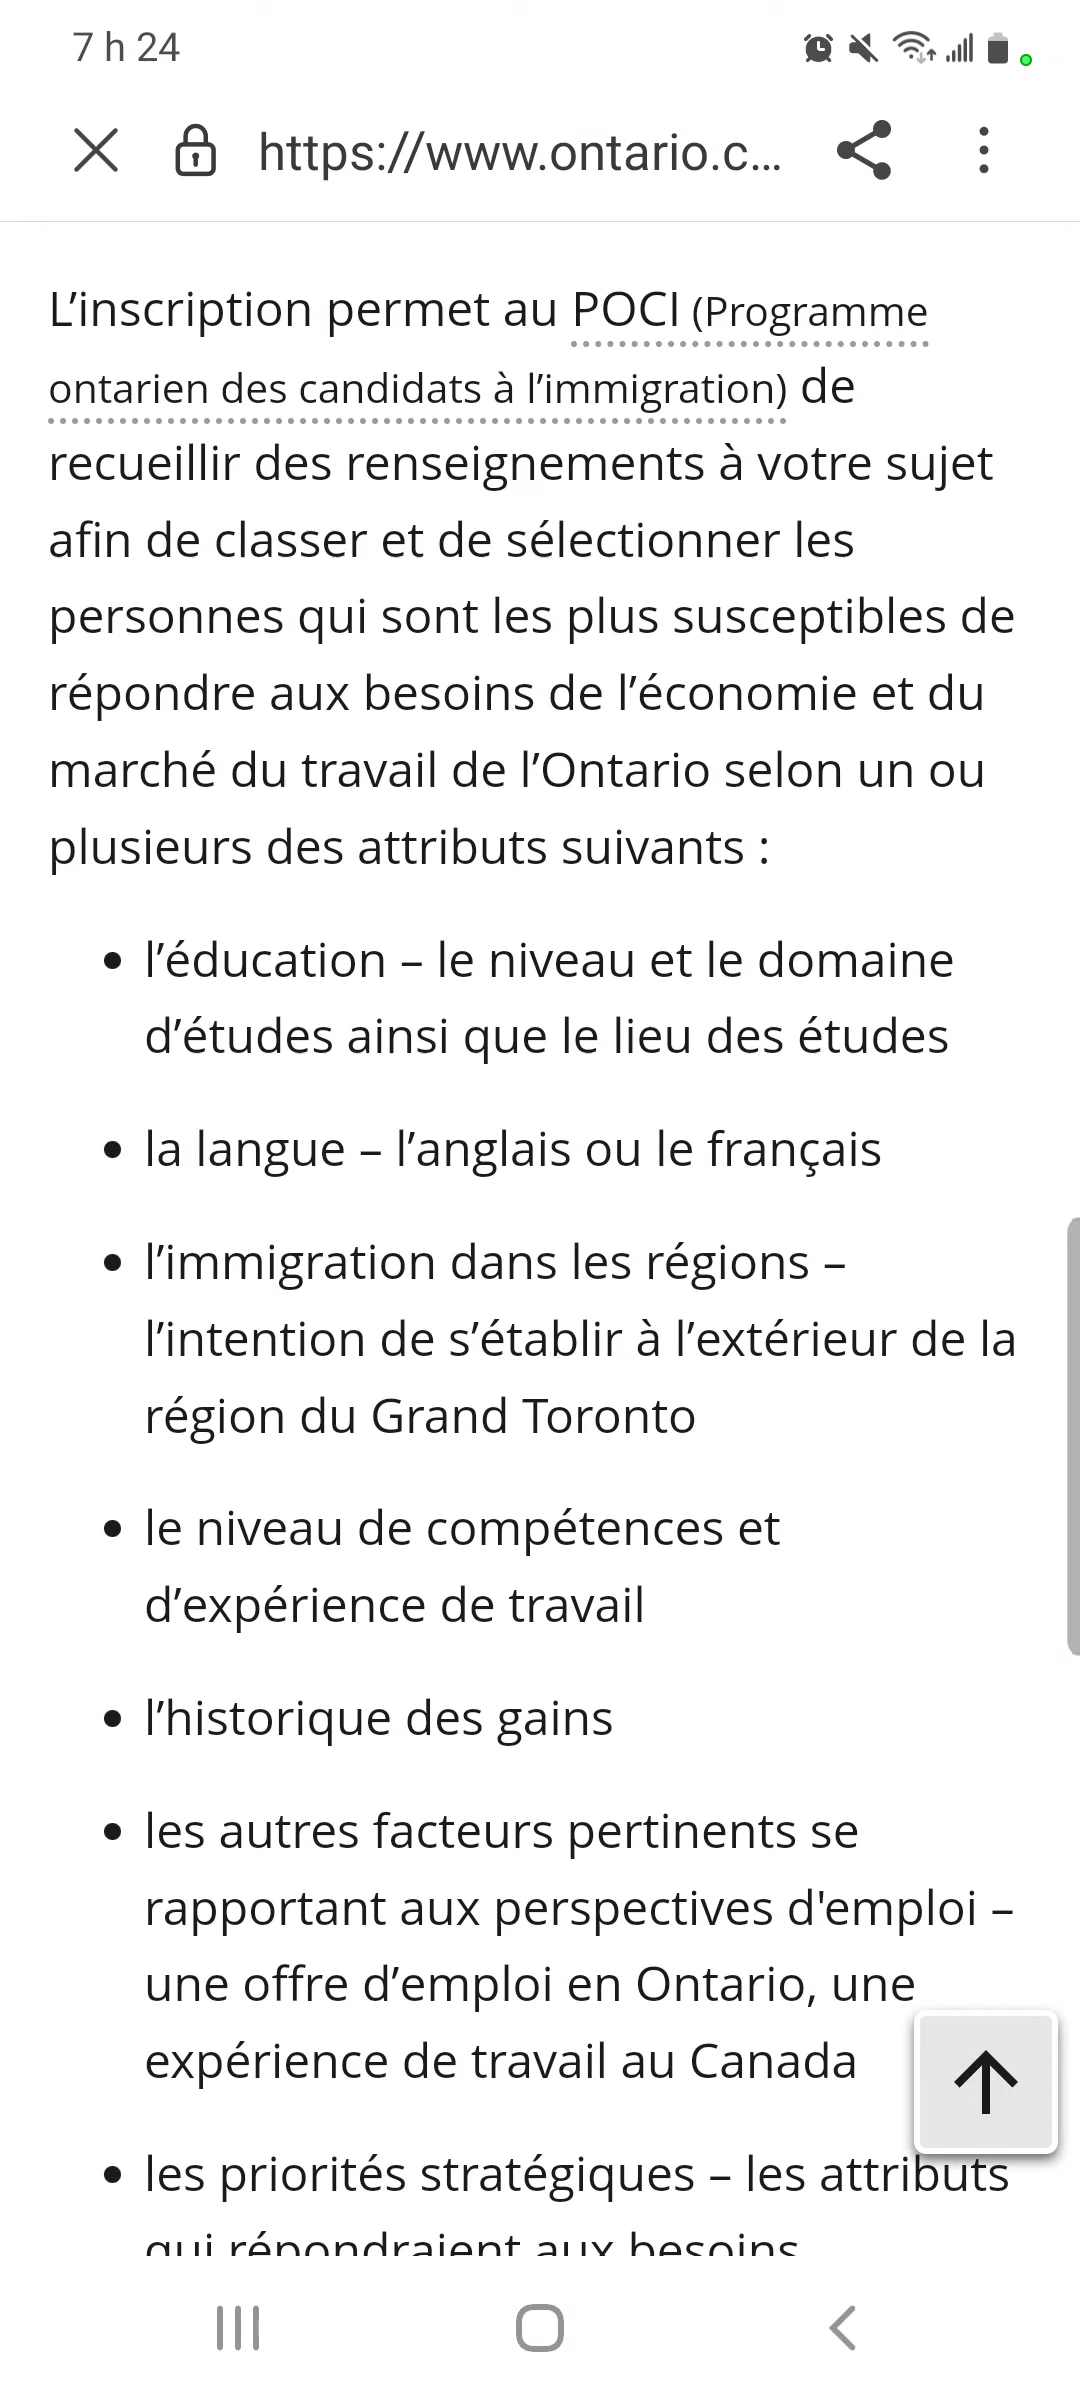 7 h 24
https://www.ontario.c...
L’inscription permet au POCI (Programme
ontarien des candidats à l’immigration) de
recueillir des renseignements à votre sujet
afin de classer et de sélectionner les
personnes qui sont les plus susceptibles de
répondre aux besoins de l’économie et du
marché du travail de l’Ontario selon un ou
plusieurs des attributs suivants :
• l’éducation – le niveau et le domaine
d’études ainsi que le lieu des études
• la langue – l’anglais ou le français
• l’immigration dans les régions –
l’intention de s’établir à l’extérieur de la
région du Grand Toronto
• le niveau de compétences et
d’expérience de travail
• l’historique des gains
• les autres facteurs pertinents se
rapportant aux perspectives d'emploi –
une offre d’emploi en Ontario, une
expérience de travail au Canada
• les priorités stratégiques – les attributs
qui répondraient aux besoins